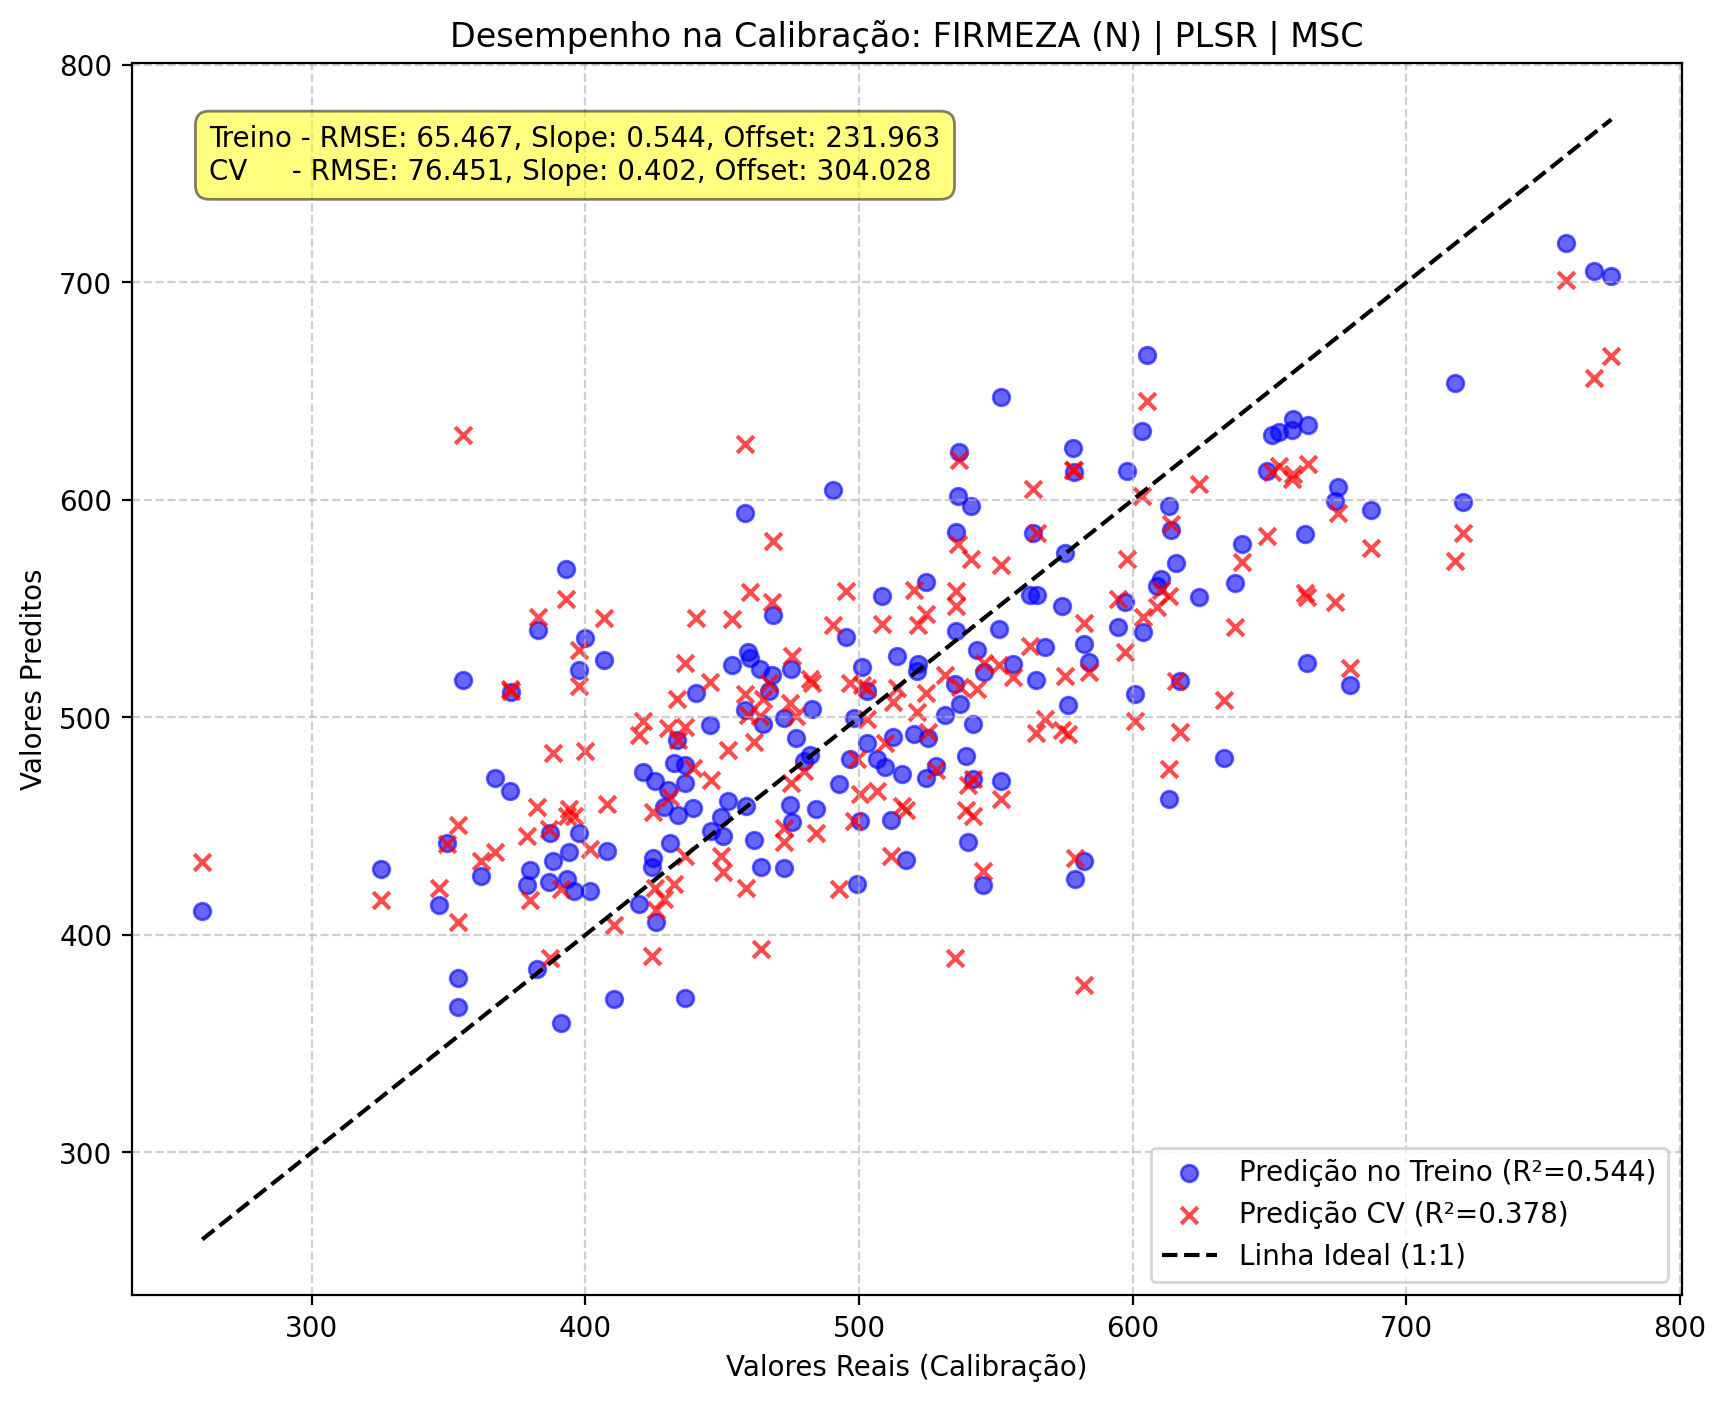 Desempenho na Calibração: FIRMEZA (N) | PLSR | MSC
800
700
600
500
400
300
Valores Preditos
Treino - RMSE: 65.467, Slope: 0.544, Offset: 231.963
CV - RMSE: 76.451, Slope: 0.402, Offset: 304.028
Predição no Treino (R²=0.544)
Predição CV (R²=0.378)
Linha Ideal (1:1)
300 400 500 600 700 800
Valores Reais (Calibração)